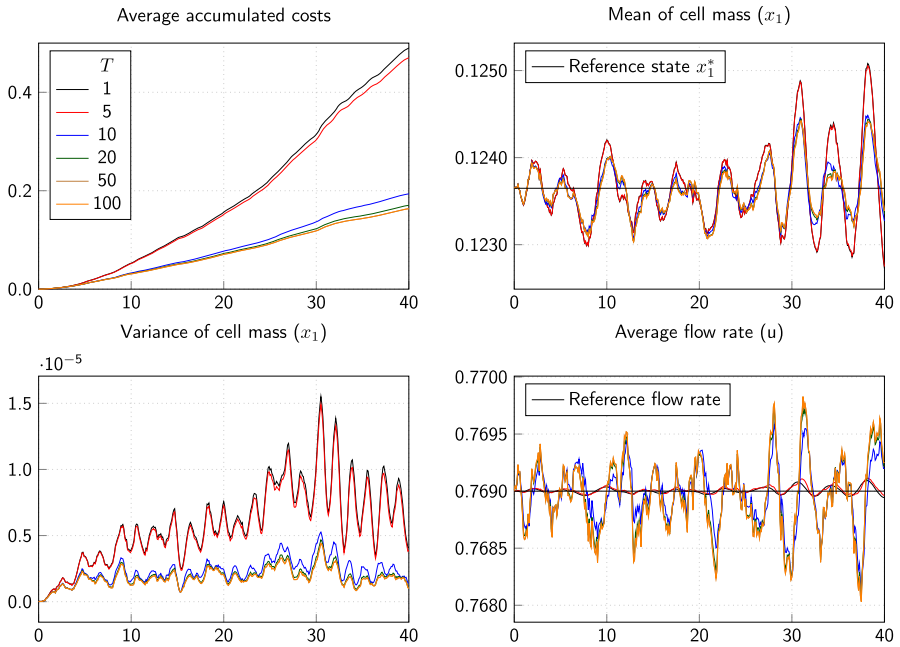 Average accumulated costs
T
1
5
10
20
50
100
0.4
0.2
0.0
0 10 20 30 40
Mean of cell mass (x₁)
Reference state x₁*
0.1250
0.1240
0.1230
0 10 20 30 40
Variance of cell mass (x₁)
·10⁻⁵
1.5
1.0
0.5
0.0
0 10 20 30 40
Average flow rate (u)
Reference flow rate
0.7700
0.7695
0.7690
0.7685
0.7680
0 10 20 30 40